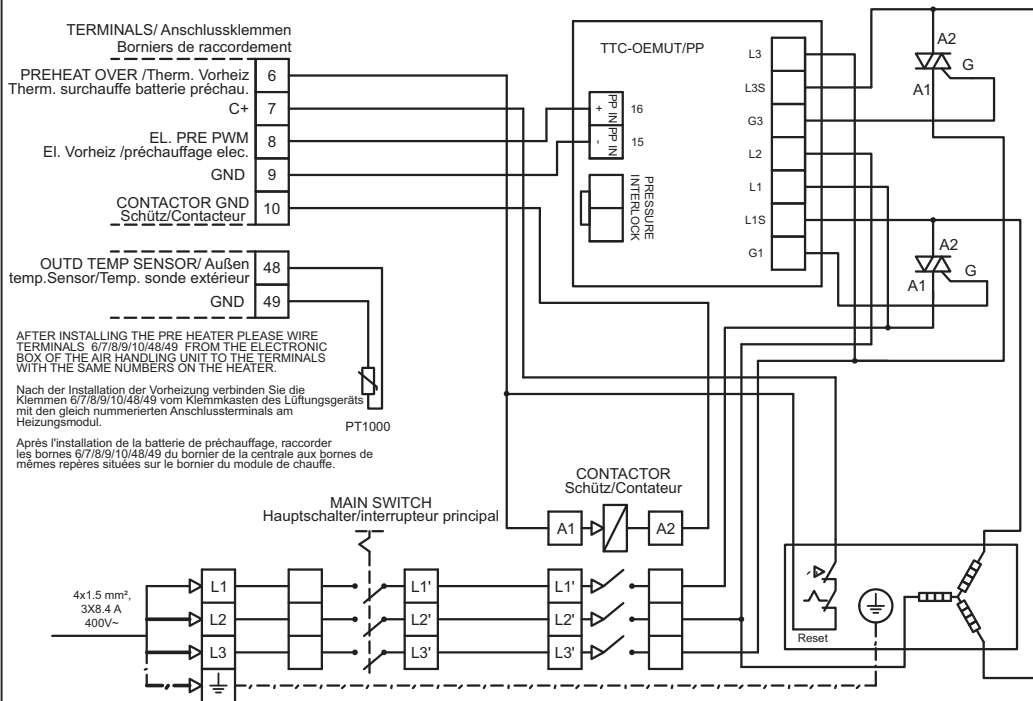 TERMINALS/ Anschlussklemmen
Borniers de raccordement
PREHEAT OVER /Therm. Vorheiz
Therm. surchauffe batterie préchau.
6
C+
7
EL. PRE PWM
El. Vorheiz /préchauffage elec.
8
GND
9
CONTACTOR GND
Schütz/Contacteur
10
OUTD TEMP SENSOR/ Außen
temp.Sensor/Temp. sonde extérieur
48
GND
49
AFTER INSTALLING THE PRE HEATER PLEASE WIRE
TERMINALS 6/7/8/9/10/48/49 FROM THE ELECTRONIC
BOX OF THE AIR HANDLING UNIT TO THE TERMINALS
WITH THE SAME NUMBERS ON THE HEATER.
Nach der Installation der Vorheizung verbinden Sie die
Klemmen 6/7/8/9/10/48/49 vom Klemmkasten des Lüftungsgeräts
mit den gleich nummerierten Anschlussterminals am
Heizungsmodul.
Après l'installation de la batterie de préchauffage, raccorder
les bornes 6/7/8/9/10/48/49 du bornier de la centrale aux bornes de
mêmes repères situées sur le bornier du module de chauffe.
PT1000
TTC-OEMUT/PP
+
PP IN
16
-
PP IN
15
PRESSURE
INTERLOCK
L3
L3S
G3
L2
L1
L1S
G1
A2
G
A1
A2
G
A1
CONTACTOR
Schütz/Contateur
A1
A2
MAIN SWITCH
Hauptschalter/interrupteur principal
4x1.5 mm²,
3X8.4 A
400V~
L1
L1'
L1'
L2
L2'
L2'
L3
L3'
L3'
Reset